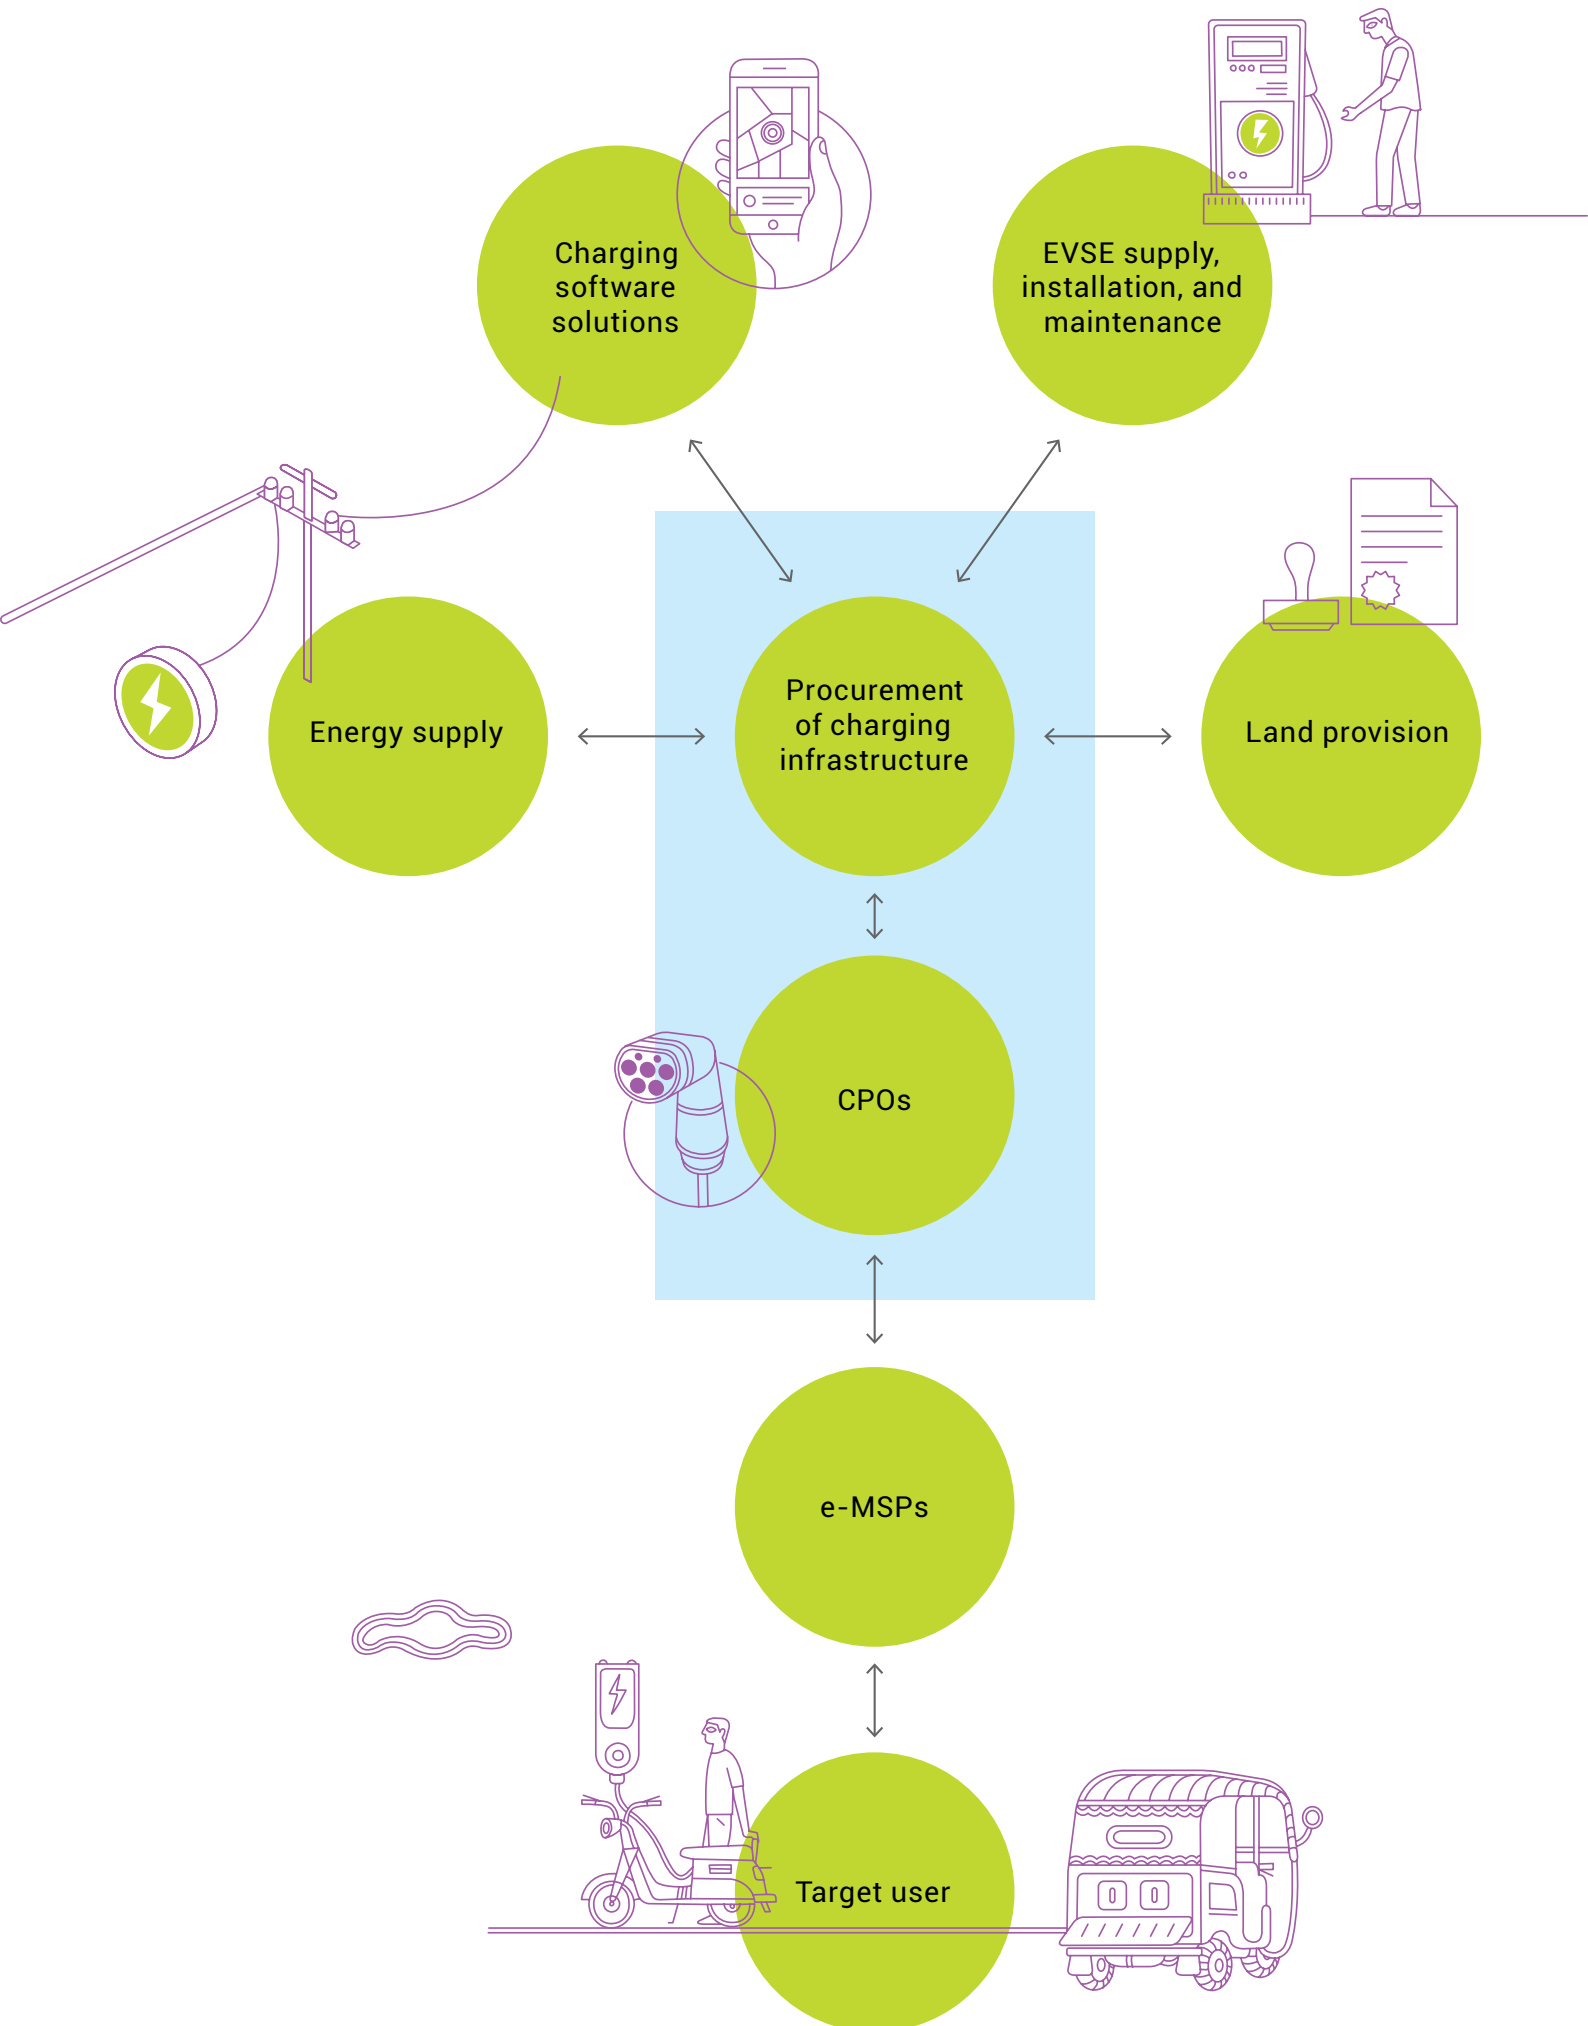 Charging
software
solutions
EVSE supply,
installation, and
maintenance
Energy supply
Procurement
of charging
infrastructure
Land provision
CPOs
e-MSPs
Target user